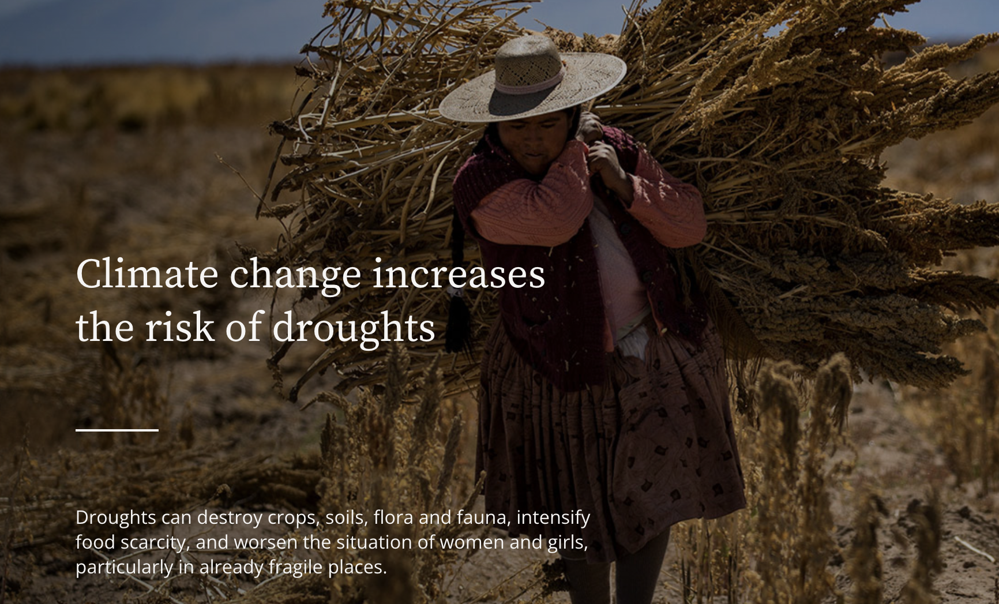 Climate change increases
the risk of droughts
Droughts can destroy crops, soils, flora and fauna, intensify
food scarcity, and worsen the situation of women and girls,
particularly in already fragile places.